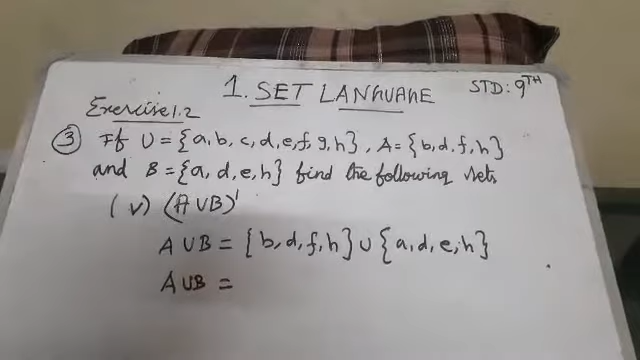 1. SET LANGUAGE
STD: 9TH
Exercise 1.2
③ If U = {a, b, c, d, e, f, g, h}, A = {b, d, f, h}
and B = {a, d, e, h} find the following sets
(v) (A∪B)'
A∪B = {b, d, f, h} ∪ {a, d, e, h}
A∪B =